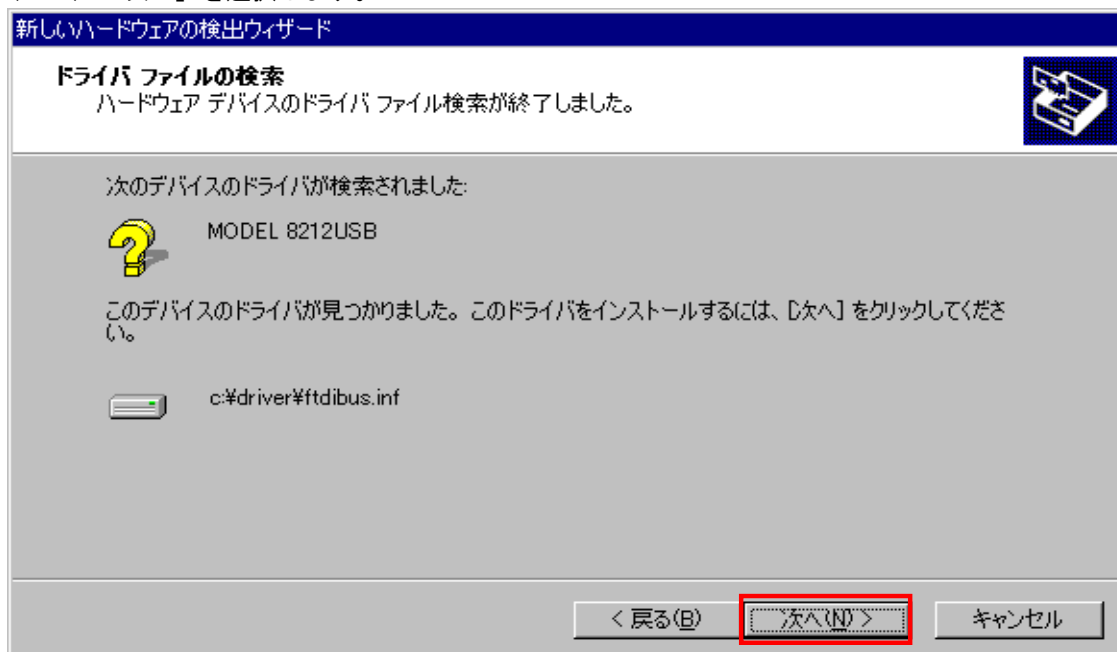 新しいハードウェアの検出ウィザード
ドライバ ファイルの検索
ハードウェア デバイスのドライバ ファイル検索が終了しました。
次のデバイスのドライバが検索されました:
MODEL 8212USB
このデバイスのドライバが見つかりました。このドライバをインストールするには、[次へ] をクリックしてくださ
い。
c:¥driver¥ftdibus.inf
< 戻る(B)
次へ(N) >
キャンセル